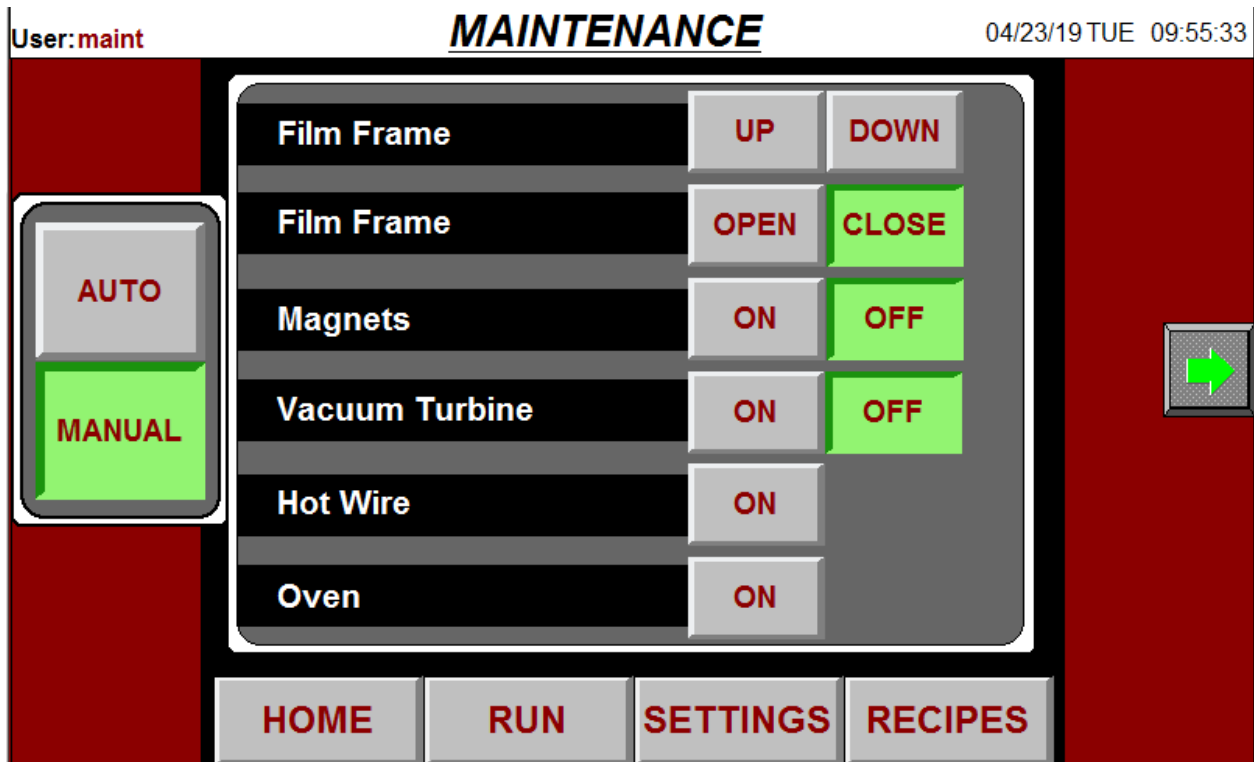 User: maint MAINTENANCE 04/23/19 TUE 09:55:33
Film Frame UP DOWN
Film Frame OPEN CLOSE
AUTO
Magnets ON OFF
Vacuum Turbine ON OFF
MANUAL
Hot Wire ON
Oven ON
HOME RUN SETTINGS RECIPES